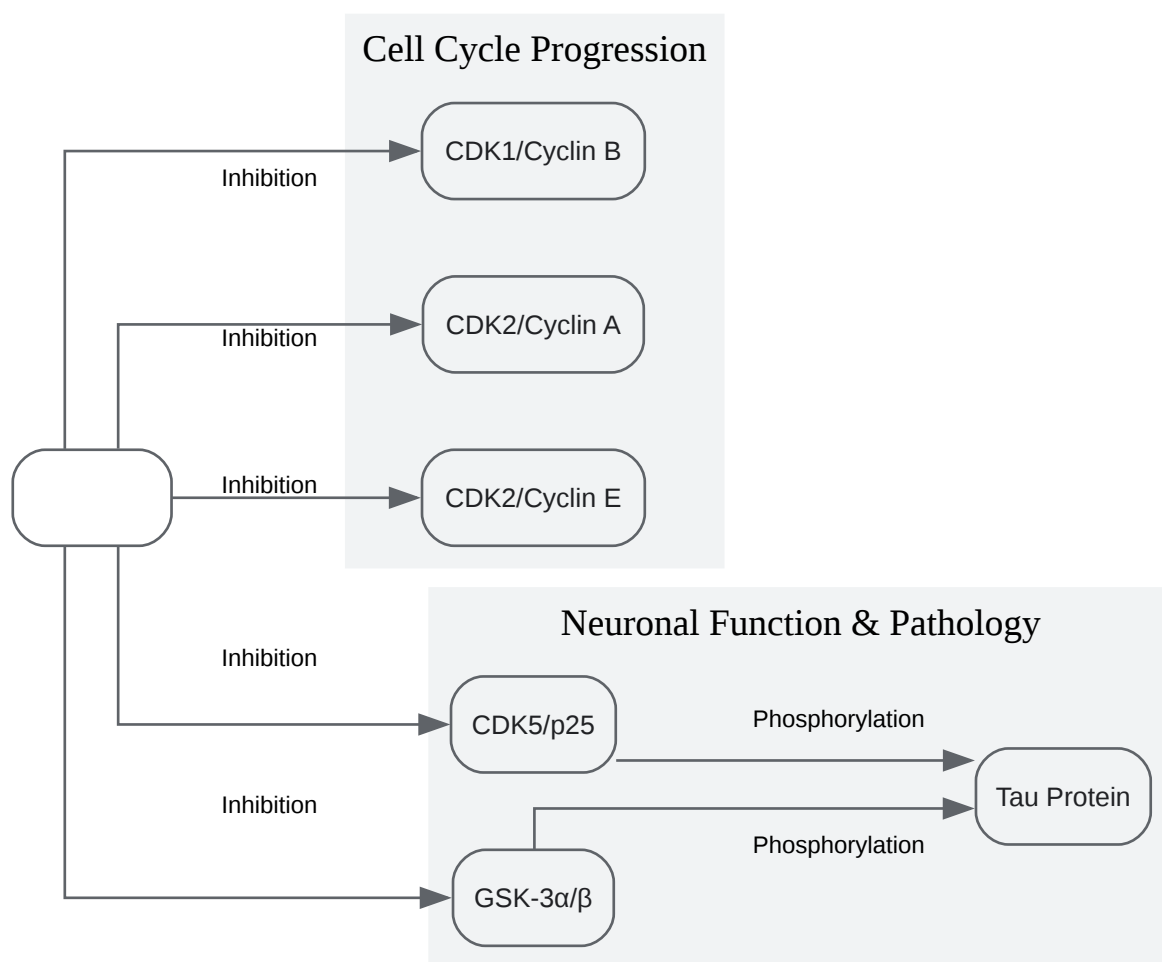 Cell Cycle Progression
CDK1/Cyclin B
Inhibition
CDK2/Cyclin A
Inhibition
CDK2/Cyclin E
Inhibition
Neuronal Function & Pathology
Inhibition
CDK5/p25
Phosphorylation
Tau Protein
Inhibition
Phosphorylation
GSK-3α/β